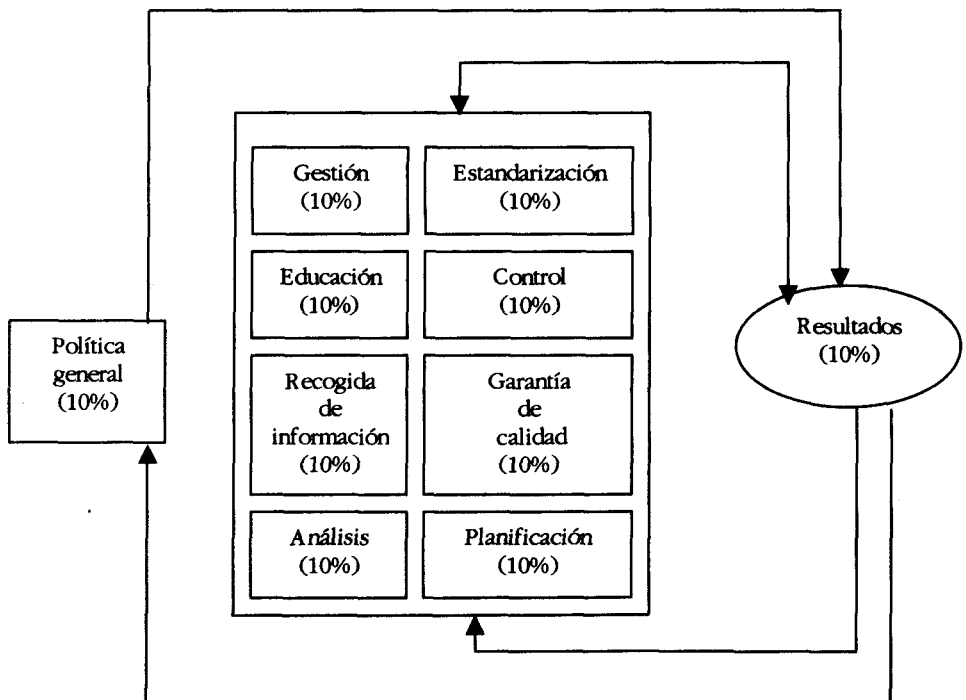 Gestión
(10%)
Estandarización
(10%)
Educación
(10%)
Control
(10%)
Política
general
(10%)
Recogida
de
información
(10%)
Garantía
de
calidad
(10%)
Resultados
(10%)
Análisis
(10%)
Planificación
(10%)